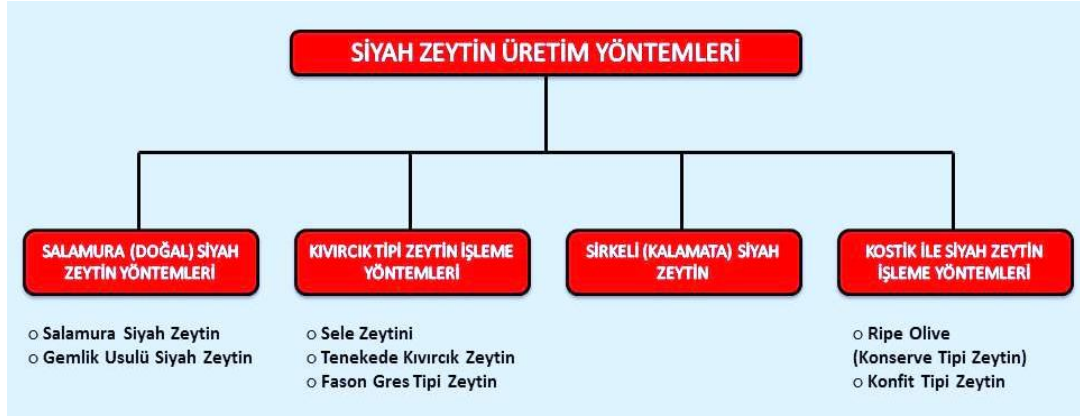 SİYAH ZEYTİN ÜRETİM YÖNTEMLERİ
SALAMURA (DOĞAL) SİYAH
ZEYTİN YÖNTEMLERİ
o Salamura Siyah Zeytin
o Gemlik Usulü Siyah Zeytin
KIVIRCIK TİPİ ZEYTİN İŞLEME
YÖNTEMLERİ
o Sele Zeytini
o Tenekede Kıvırcık Zeytin
o Fason Gres Tipi Zeytin
SİRKELİ (KALAMATA) SİYAH
ZEYTİN
KOSTİK İLE SİYAH ZEYTİN
İŞLEME YÖNTEMLERİ
o Ripe Olive
(Konserve Tipi Zeytin)
o Konfit Tipi Zeytin